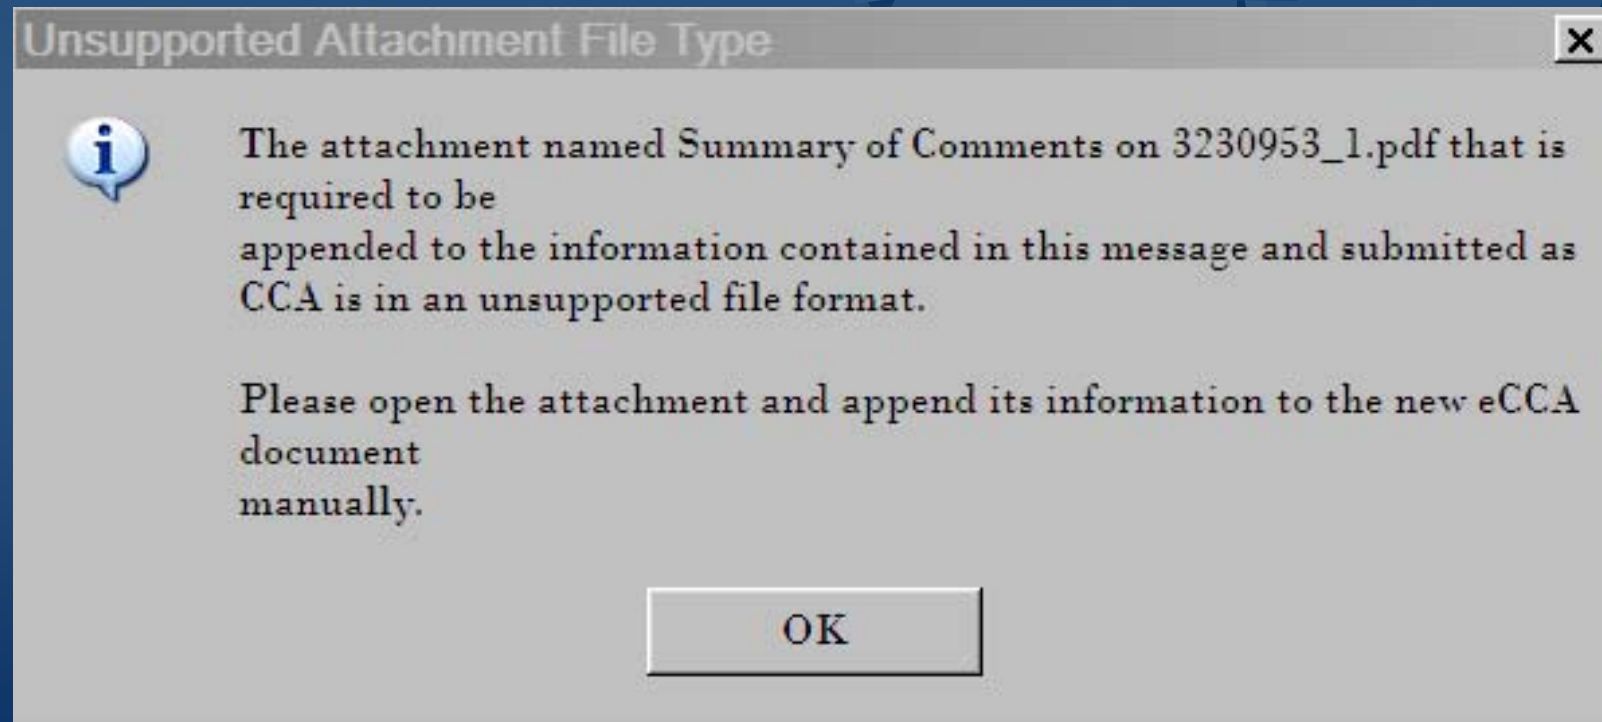 Unsupported Attachment File Type
The attachment named Summary of Comments on 3230953_1.pdf that is
required to be
appended to the information contained in this message and submitted as
CCA is in an unsupported file format.
Please open the attachment and append its information to the new eCCA
document
manually.
OK